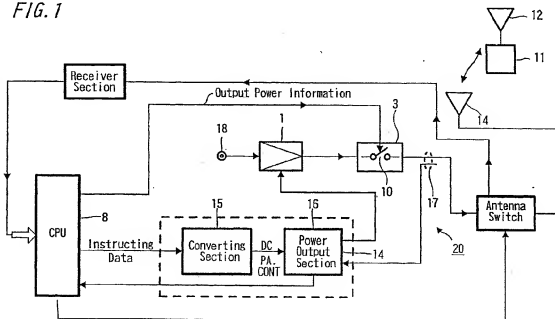 FIG. 1
12
11
Receiver
Section
Output Power Information
14
1
3
18
10
17
8
CPU
15
16
Antenna
Switch
Instructing
Data
Converting
Section
DC
PA.
CONT
Power
Output
Section
14
20